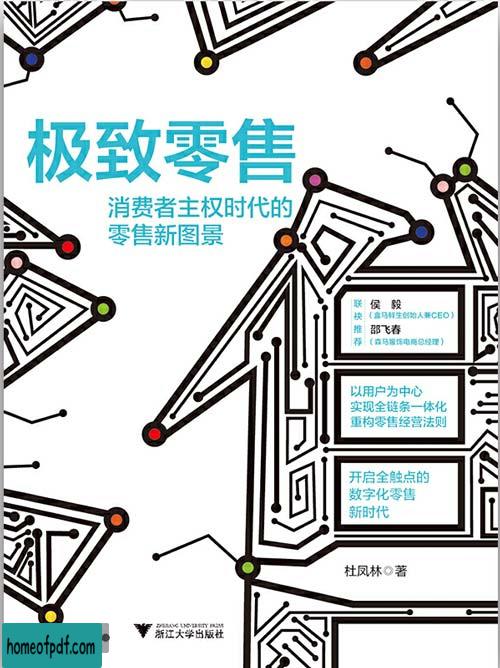 极致零售
消费者主权时代的
零售新图景
联袂推荐
侯 毅
(盒马鲜生创始人兼CEO)
邵飞春
(森马服饰电商总经理)
以用户为中心
实现全链条一体化
重构零售经营法则
开启全触点的
数字化零售
新时代
杜凤林◎著
ZHEJIANG UNIVERSITY PRESS
浙江大学出版社
homeofpdf.com